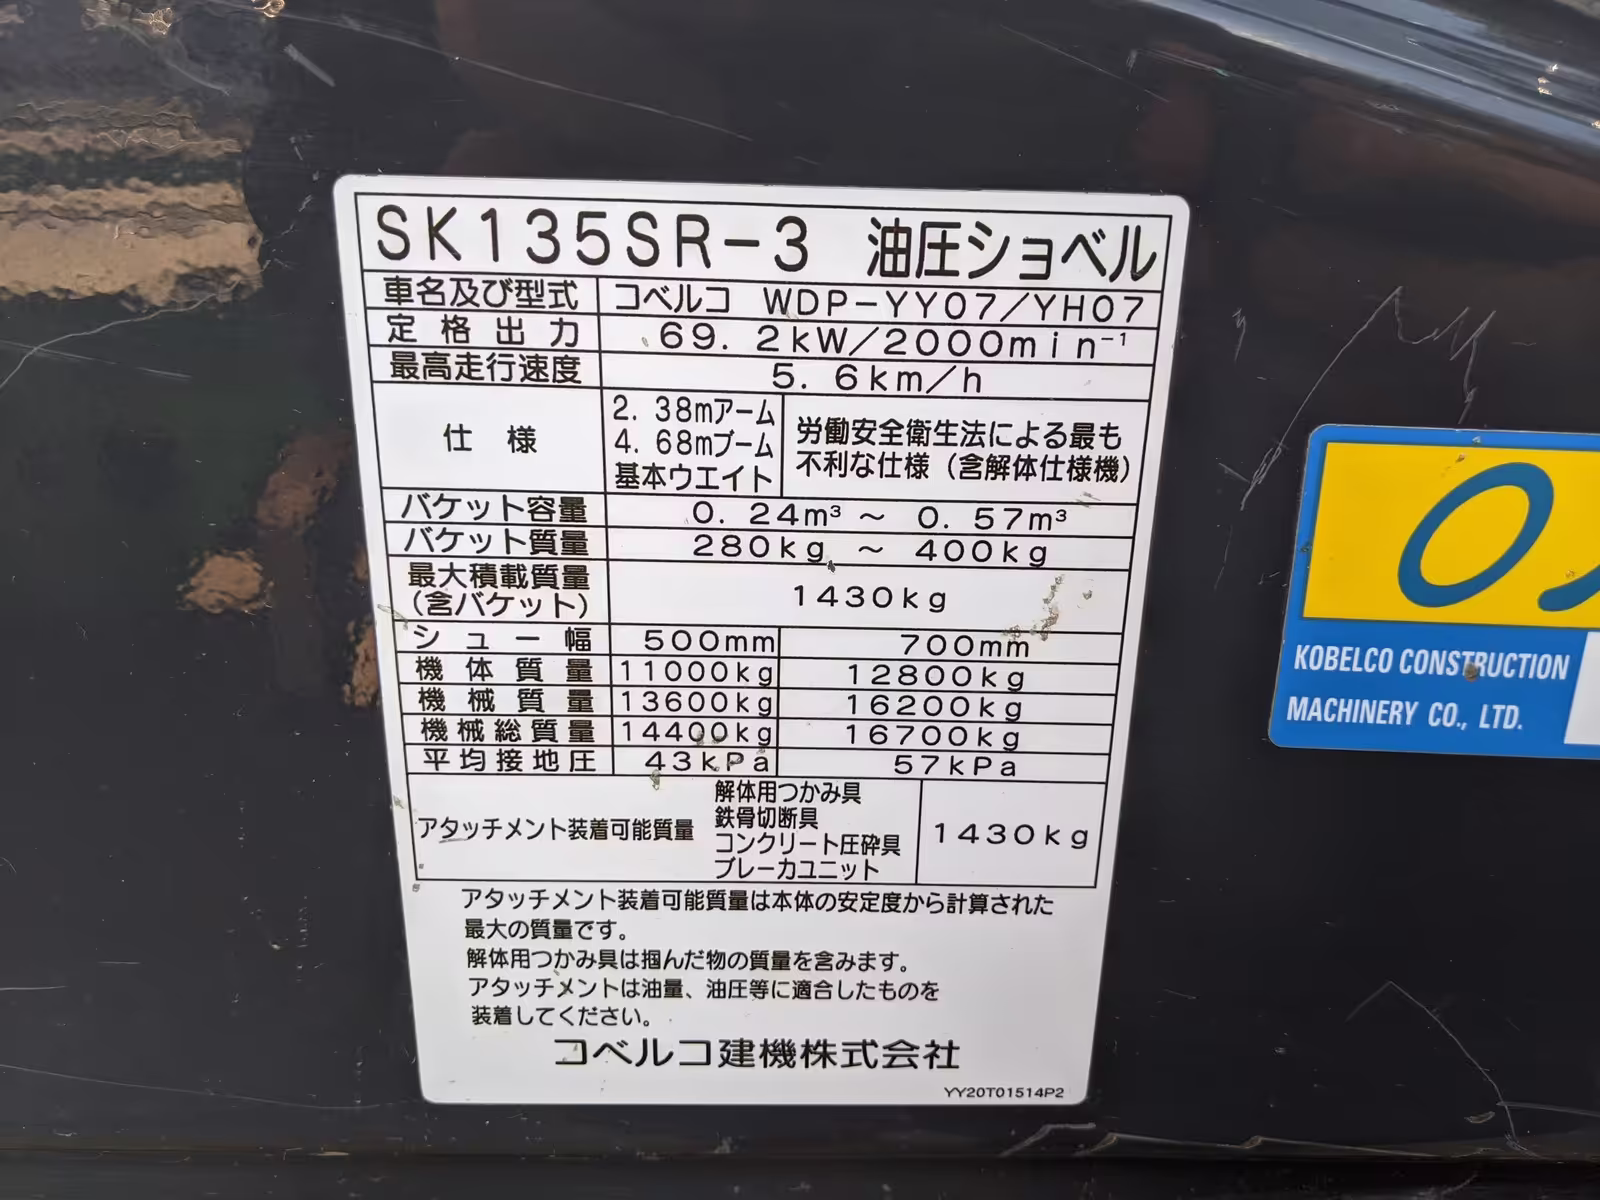 SK135SR-3 油圧ショベル
車名及び型式 コベルコ WDP-YY07/YH07
定格出力 69.2kW/2000min⁻¹
最高走行速度 5.6km/h
仕様 2.38mアーム 4.68mブーム 基本ウエイト 労働安全衛生法による最も不利な仕様(含解体仕様機)
バケット容量 0.24m³ ~ 0.57m³
バケット質量 280kg ~ 400kg
最大積載質量(含バケット) 1430kg
シュー幅 500mm 700mm
機体質量 11000kg 12800kg
機械質量 13600kg 16200kg
機械総質量 14400kg 16700kg
平均接地圧 43kPa 57kPa
アタッチメント装着可能質量 解体用つかみ具 鉄骨切断具 コンクリート圧砕具 ブレーカユニット 1430kg
アタッチメント装着可能質量は本体の安定度から計算された
最大の質量です。
解体用つかみ具は掴んだ物の質量を含みます。
アタッチメントは油量、油圧等に適合したものを
装着してください。
コベルコ建機株式会社
YY20T01514P2
KOBELCO CONSTRUCTION
MACHINERY CO., LTD.